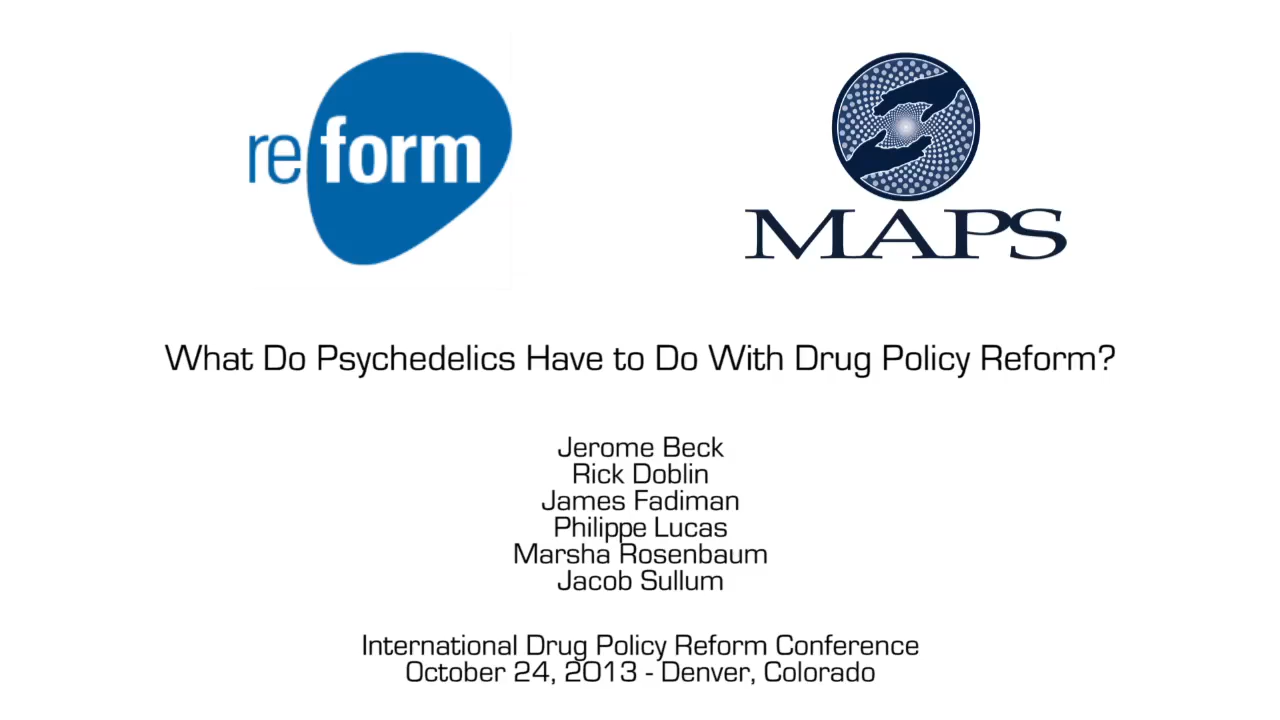 reform
MAPS
What Do Psychedelics Have to Do With Drug Policy Reform?
Jerome Beck
Rick Doblin
James Fadiman
Philippe Lucas
Marsha Rosenbaum
Jacob Sullum
International Drug Policy Reform Conference
October 24, 2013 - Denver, Colorado